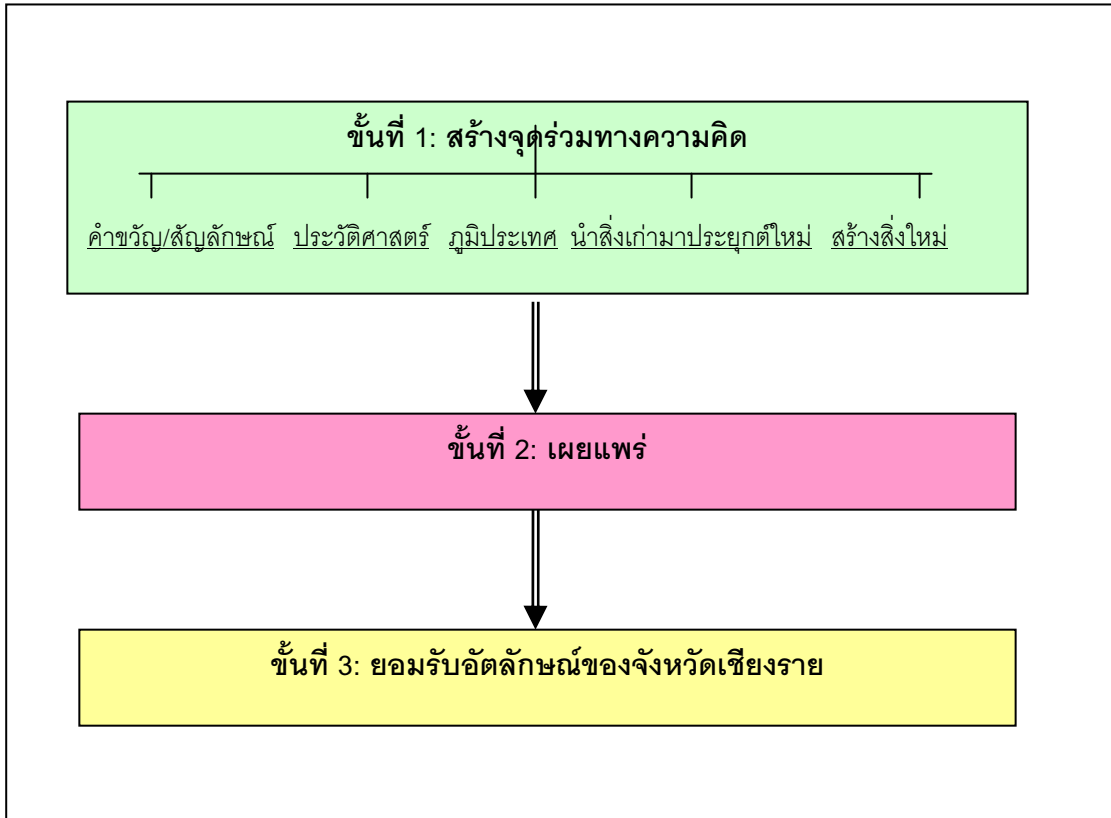 ขั้นที่ 1: สร้างจุดร่วมทางความคิด
คำขวัญ/สัญลักษณ์ ประวัติศาสตร์ ภูมิประเทศ นำสิ่งเก่ามาประยุกต์ใหม่ สร้างสิ่งใหม่
ขั้นที่ 2: เผยแพร่
ขั้นที่ 3: ยอมรับอัตลักษณ์ของจังหวัดเชียงราย